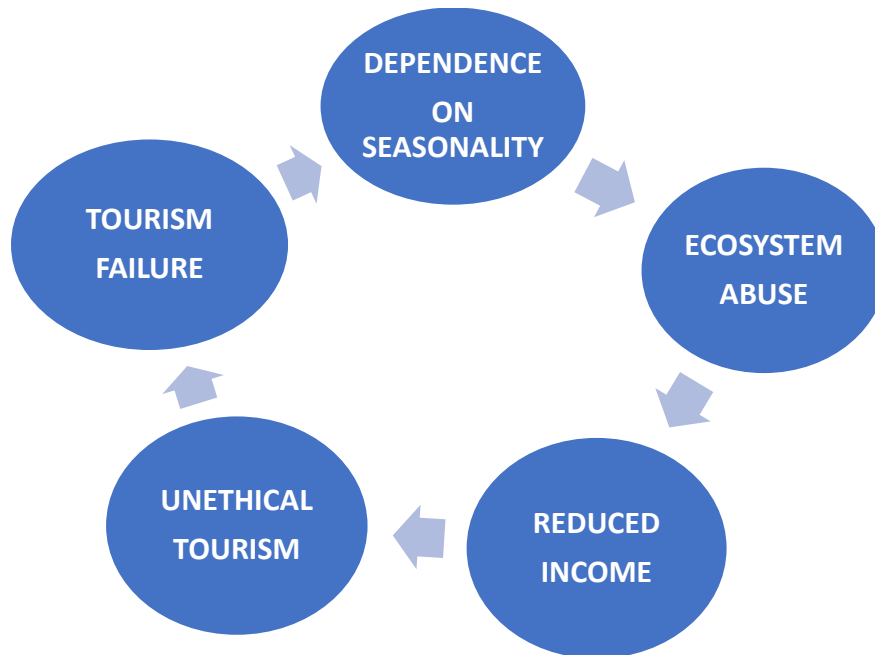 DEPENDENCE
ON
SEASONALITY
ECOSYSTEM
ABUSE
REDUCED
INCOME
UNETHICAL
TOURISM
TOURISM
FAILURE